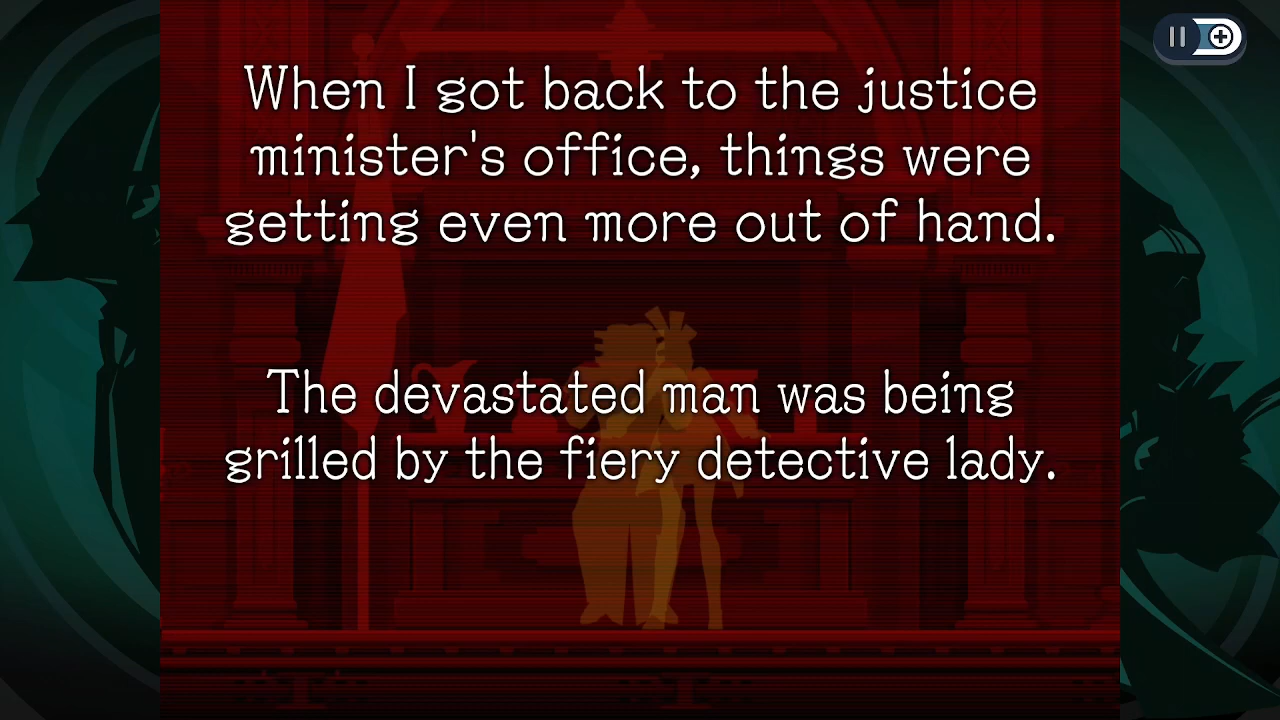 When I got back to the justice
minister's office, things were
getting even more out of hand.
The devastated man was being
grilled by the fiery detective lady.